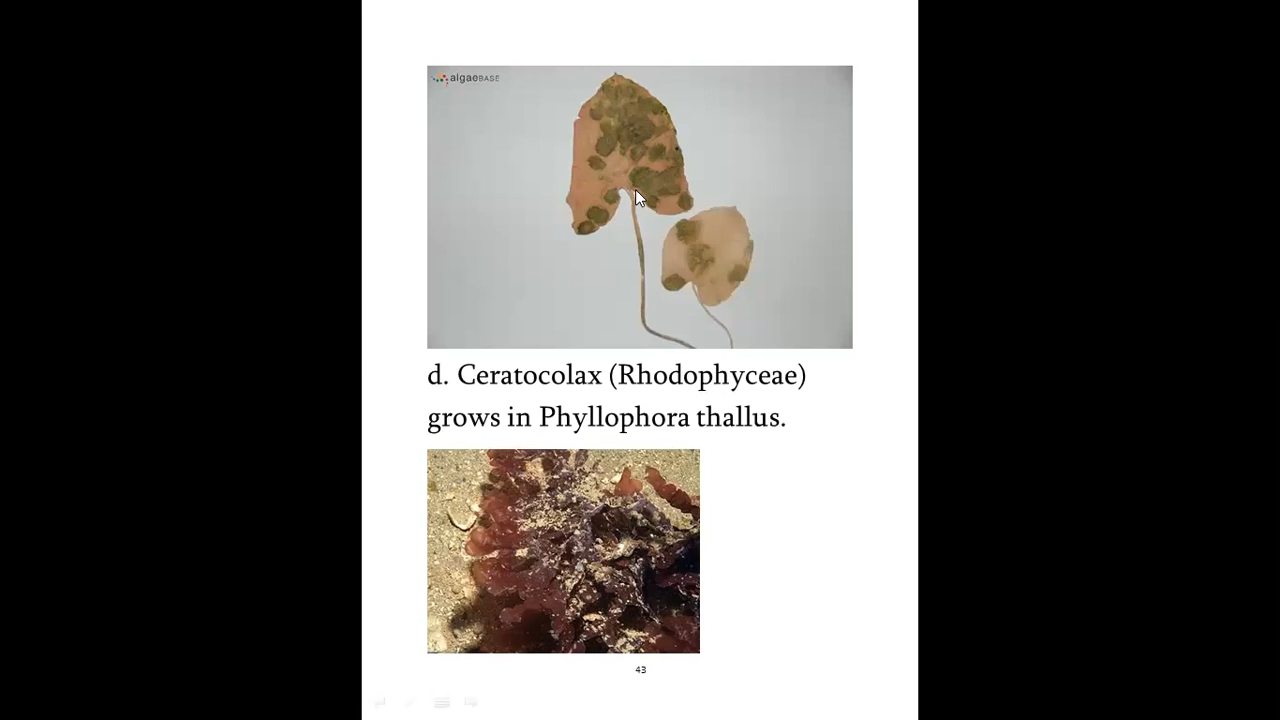 algaeBASE
d. Ceratocolax (Rhodophyceae)
grows in Phyllophora thallus.
43